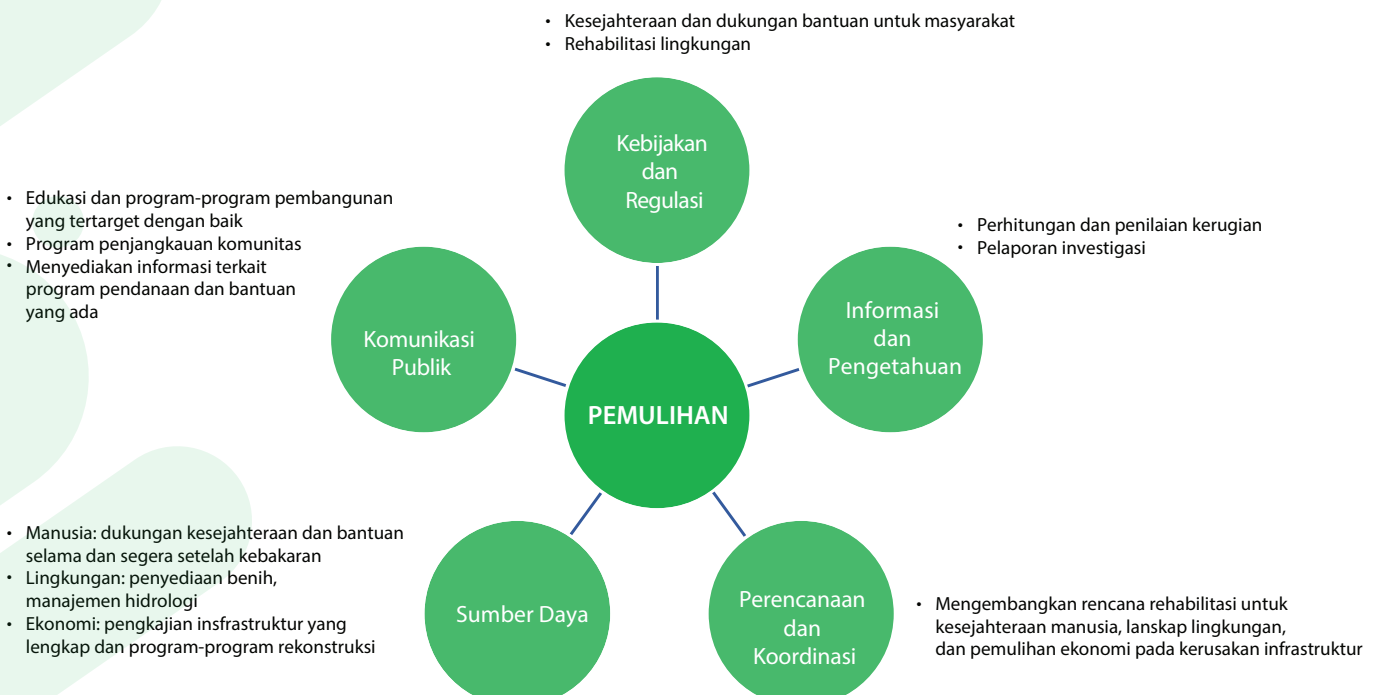 • Kesejahteraan dan dukungan bantuan untuk masyarakat
• Rehabilitasi lingkungan
Kebijakan
dan
Regulasi
• Edukasi dan program-program pembangunan
yang tertarget dengan baik
• Program penjangkauan komunitas
• Menyediakan informasi terkait
program pendanaan dan bantuan
yang ada
Komunikasi
Publik
• Perhitungan dan penilaian kerugian
• Pelaporan investigasi
Informasi
dan
Pengetahuan
PEMULIHAN
• Manusia: dukungan kesejahteraan dan bantuan
selama dan segera setelah kebakaran
• Lingkungan: penyediaan benih,
manajemen hidrologi
• Ekonomi: pengkajian insfrastruktur yang
lengkap dan program-program rekonstruksi
Sumber Daya
Perencanaan
dan
Koordinasi
• Mengembangkan rencana rehabilitasi untuk
kesejahteraan manusia, lanskap lingkungan,
dan pemulihan ekonomi pada kerusakan infrastruktur